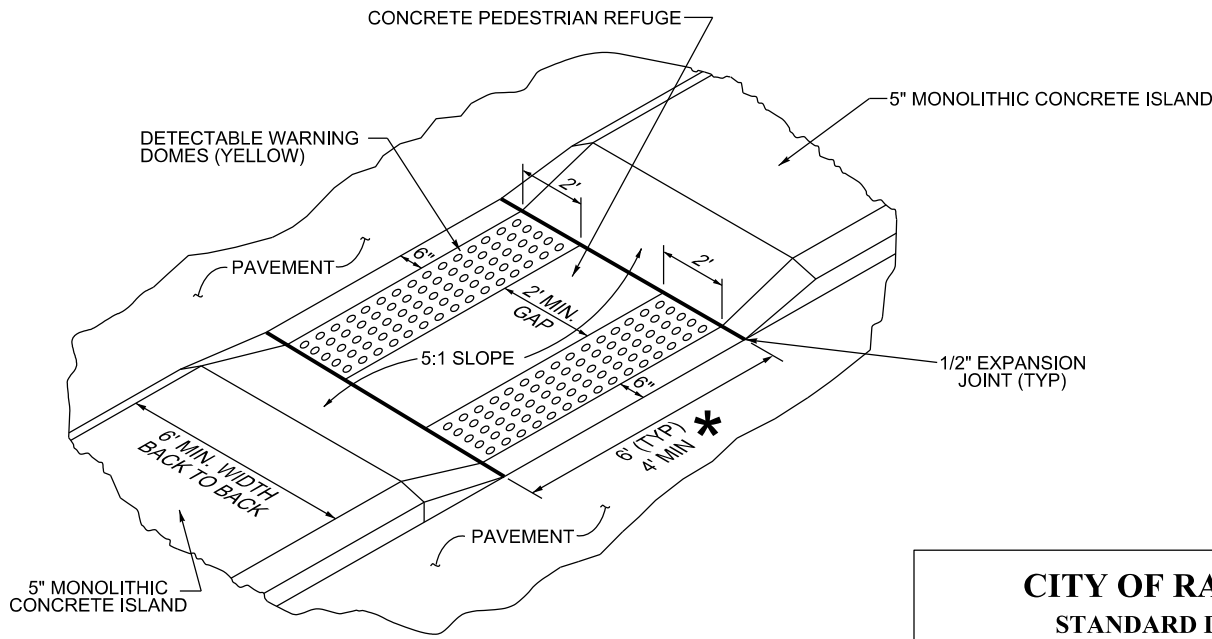 CONCRETE PEDESTRIAN REFUGE
5" MONOLITHIC CONCRETE ISLAND
DETECTABLE WARNING
DOMES (YELLOW)
2'
6"
PAVEMENT
2'
2' MIN.
GAP
5:1 SLOPE
1/2" EXPANSION
JOINT (TYP)
6"
6' (TYP)
4' MIN
*
6' MIN. WIDTH
BACK TO BACK
PAVEMENT
5" MONOLITHIC
CONCRETE ISLAND
CITY OF RA
STANDARD